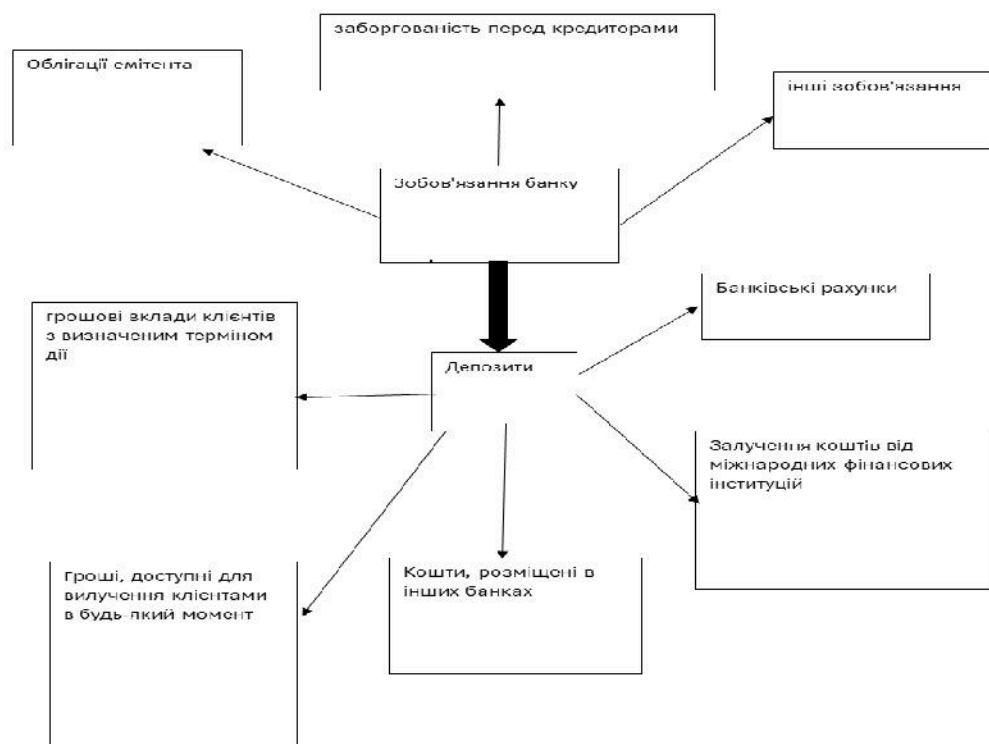 заборгованість перед кредиторами
Облігації емітента
інші зобов'язання
Зобов'язання банку
Банківські рахунки
грошові вклади клієнтів
з визначеним терміном
дії
Депозити
Залучення коштів від
міжнародних фінансових
інституцій
Гроші, доступні для
вилучення клієнтами
в будь-який момент
Кошти, розміщені в
інших банках